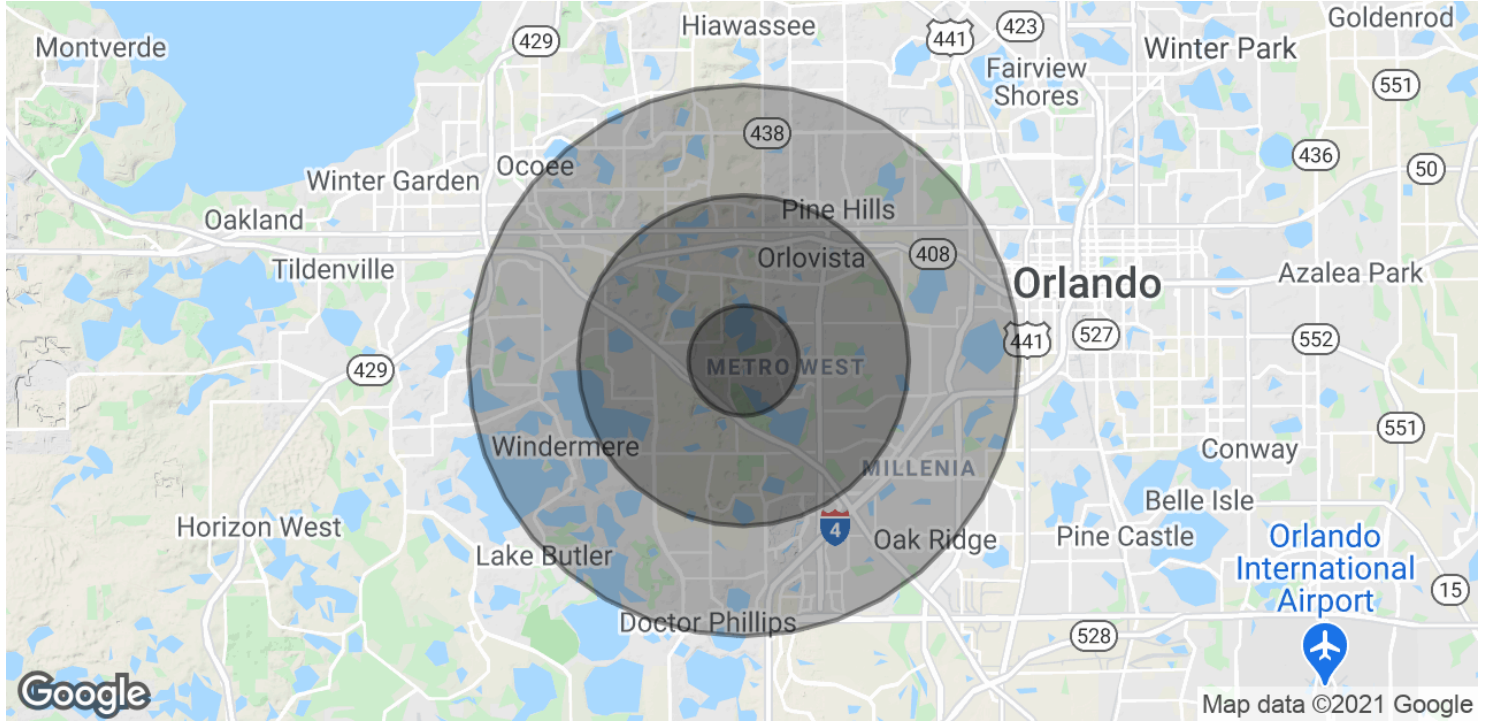 Hiawassee
Goldenrod
423
441
429
Montverde
Winter Park
Fairview
Shores
551
438
436
Ocoee
50
Winter Garden
Pine Hills
Oakland
408
Orlovista
Tildenville
Azalea Park
Orlando
527
441
552
METRO WEST
429
551
Windermere
Conway
MILLENIA
Belle Isle
Horizon West
4
Pine Castle
Oak Ridge
Orlando
International
Airport
Lake Butler
15
Doctor Phillips
528
Google
Map data ©2021 Google